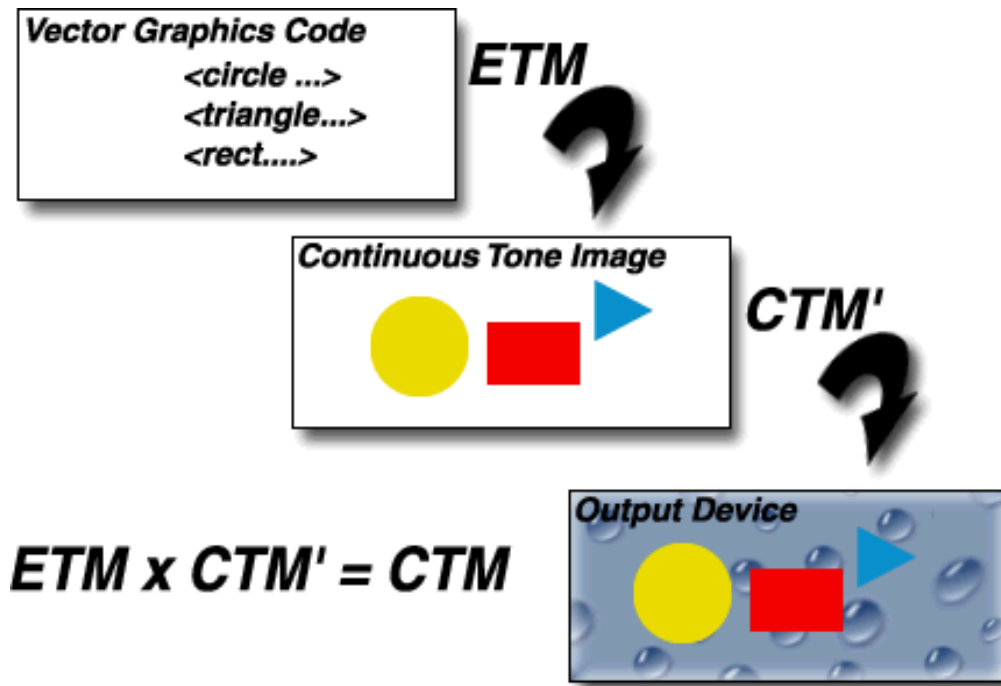 Vector Graphics Code
<circle ...>
<triangle...>
<rect....>
ETM
Continuous Tone Image
CTM'
Output Device
ETM x CTM' = CTM